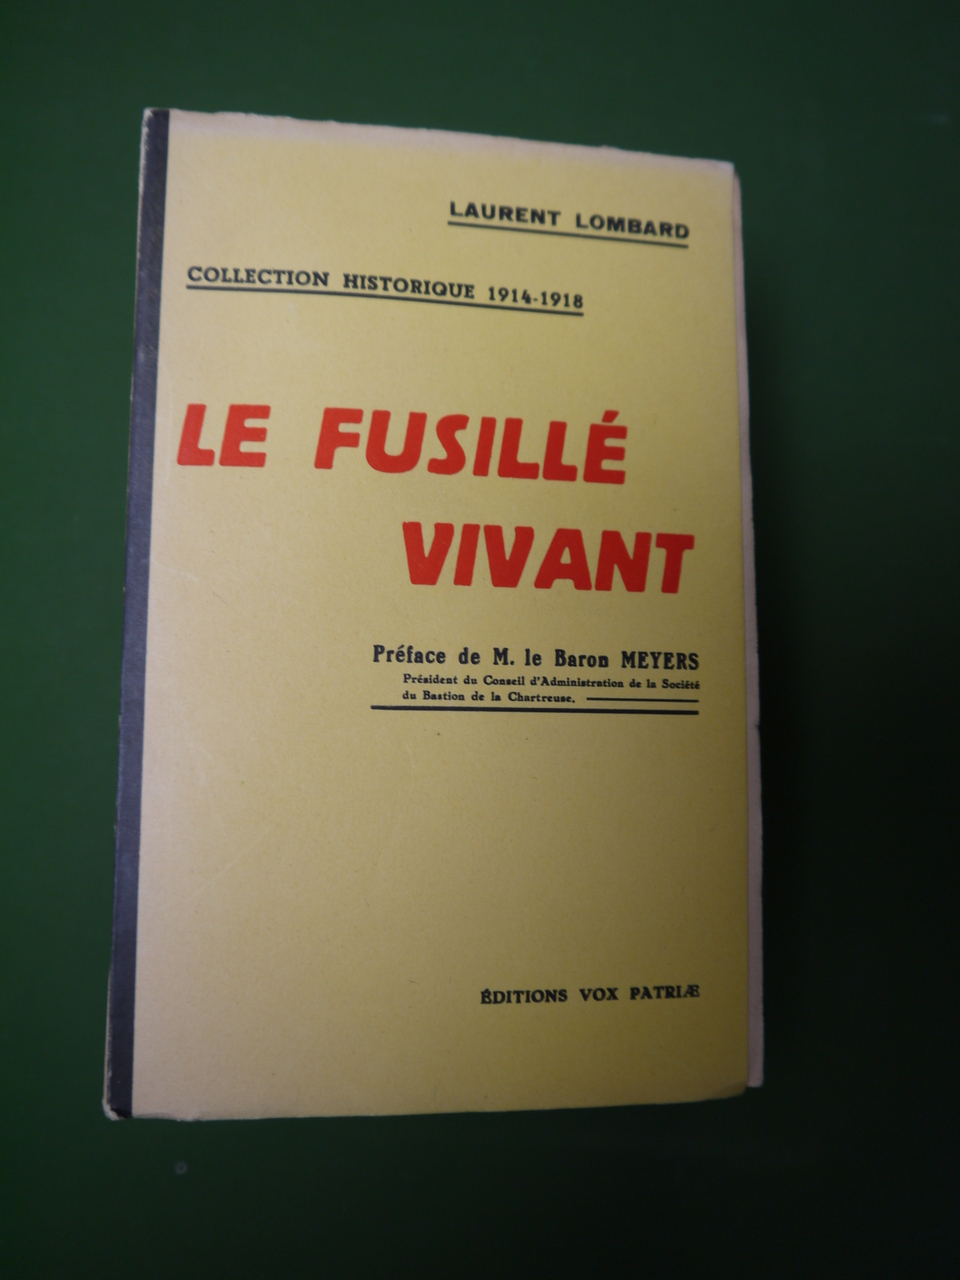 LAURENT LOMBARD
COLLECTION HISTORIQUE 1914-1918
LE FUSILLÉ
VIVANT
Préface de M. le Baron MEYERS
Président du Conseil d'Administration de la Société
du Bastion de la Chartreuse.
ÉDITIONS VOX PATRIÆ